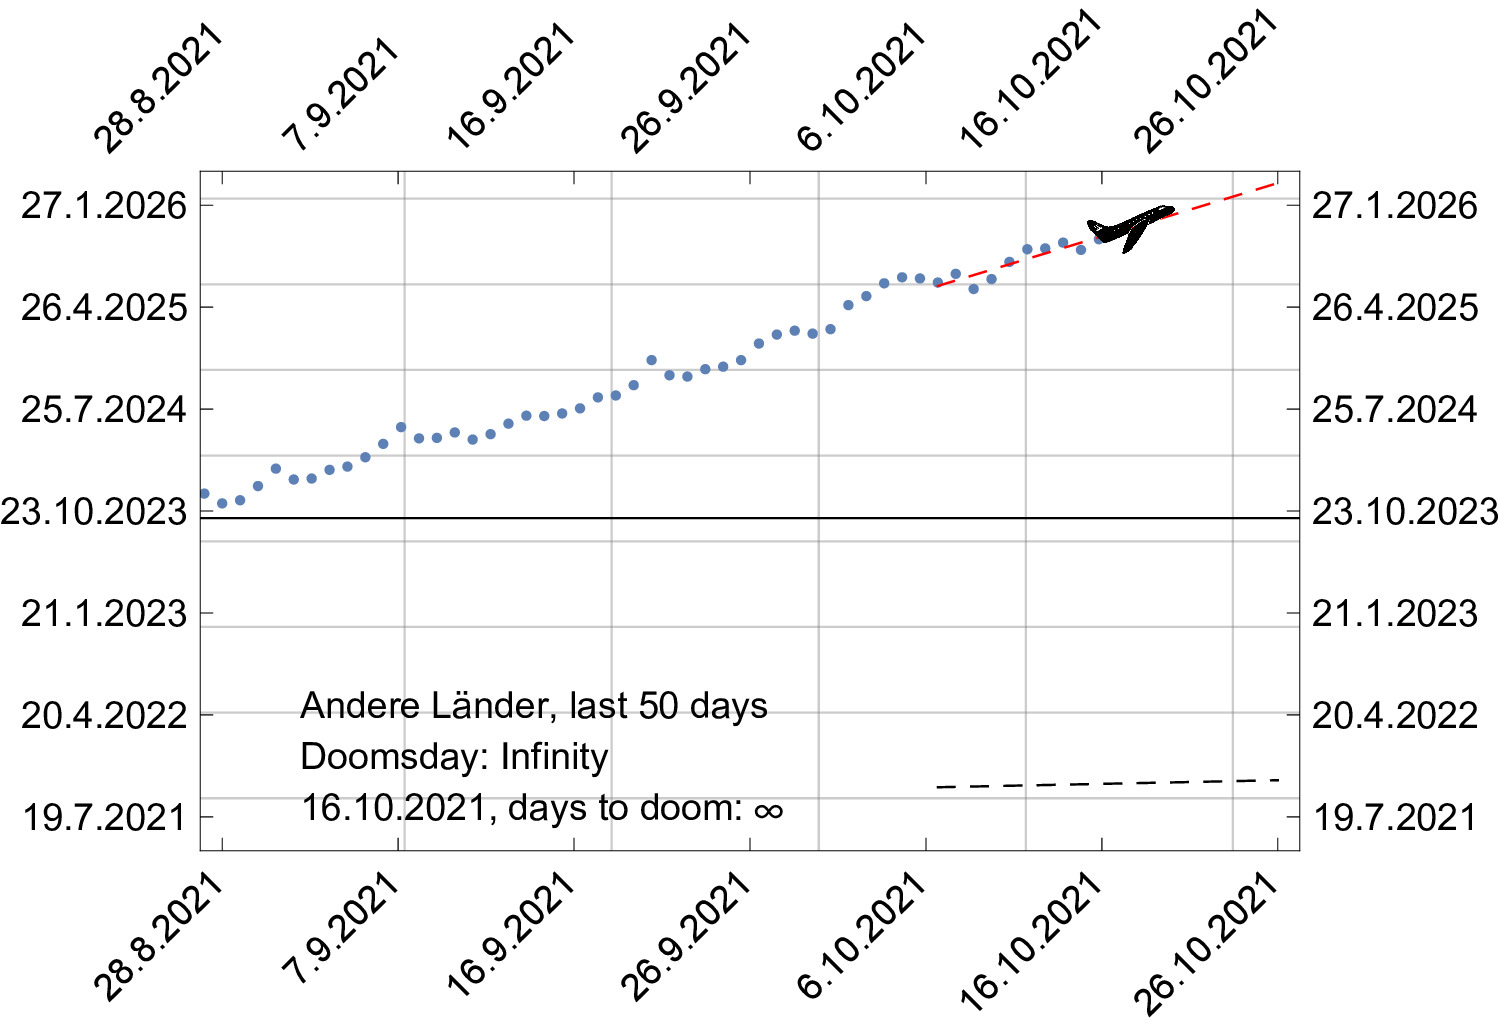 28.8.2021 7.9.2021 16.9.2021 26.9.2021 6.10.2021 16.10.2021 26.10.2021
27.1.2026 27.1.2026
26.4.2025 26.4.2025
25.7.2024 25.7.2024
23.10.2023 23.10.2023
21.1.2023 21.1.2023
Andere Länder, last 50 days
20.4.2022 20.4.2022
Doomsday: Infinity
16.10.2021, days to doom: ∞
19.7.2021 19.7.2021
28.8.2021 7.9.2021 16.9.2021 26.9.2021 6.10.2021 16.10.2021 26.10.2021